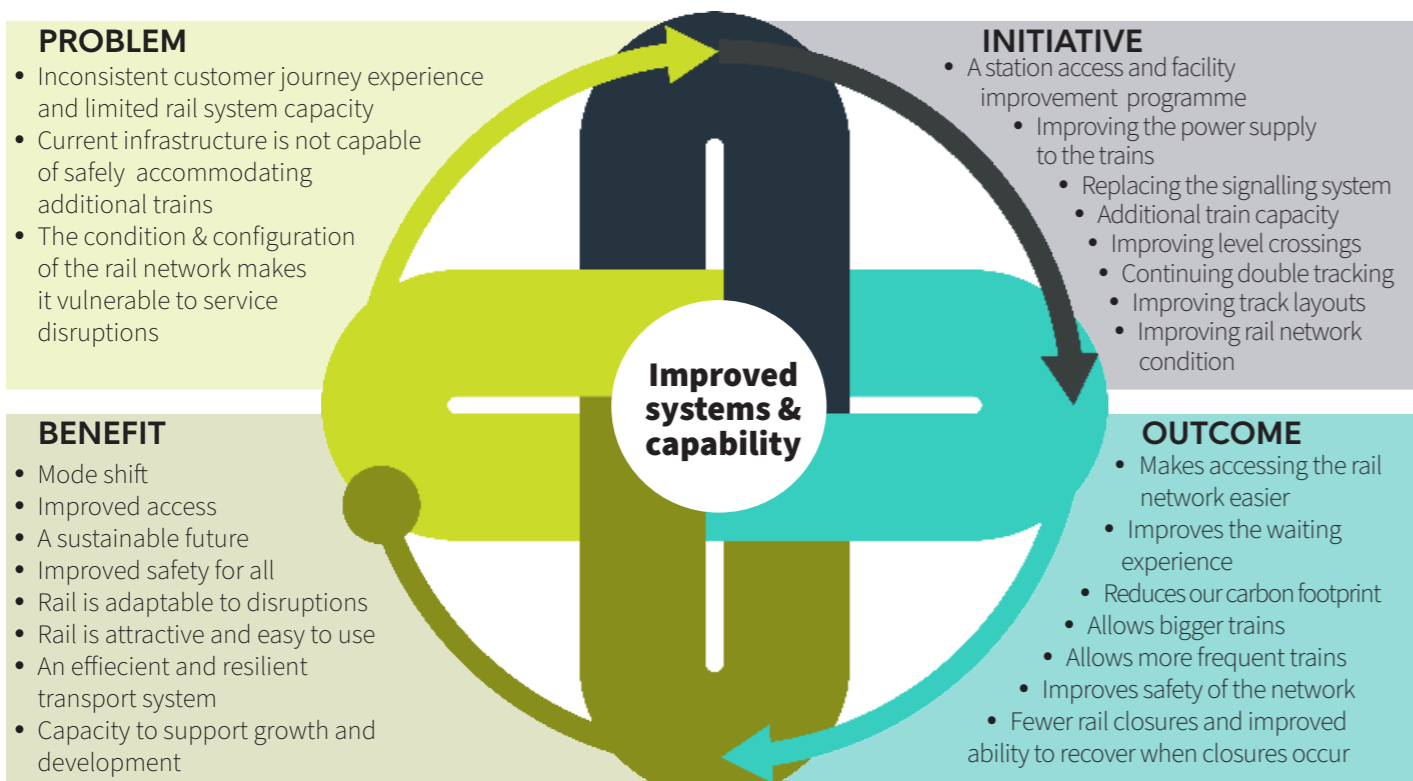 PROBLEM
• Inconsistent customer journey experience
and limited rail system capacity
• Current infrastructure is not capable
of safely accommodating
additional trains
• The condition & configuration
of the rail network makes
it vulnerable to service
disruptions
INITIATIVE
• A station access and facility
improvement programme
• Improving the power supply
to the trains
• Replacing the signalling system
• Additional train capacity
• Improving level crossings
• Continuing double tracking
• Improving track layouts
• Improving rail network
condition
Improved
systems &
capability
BENEFIT
• Mode shift
• Improved access
• A sustainable future
• Improved safety for all
• Rail is adaptable to disruptions
• Rail is attractive and easy to use
• An effiecient and resilient
transport system
• Capacity to support growth and
development
OUTCOME
• Makes accessing the rail
network easier
• Improves the waiting
experience
• Reduces our carbon footprint
• Allows bigger trains
• Allows more frequent trains
• Improves safety of the network
• Fewer rail closures and improved
ability to recover when closures occur